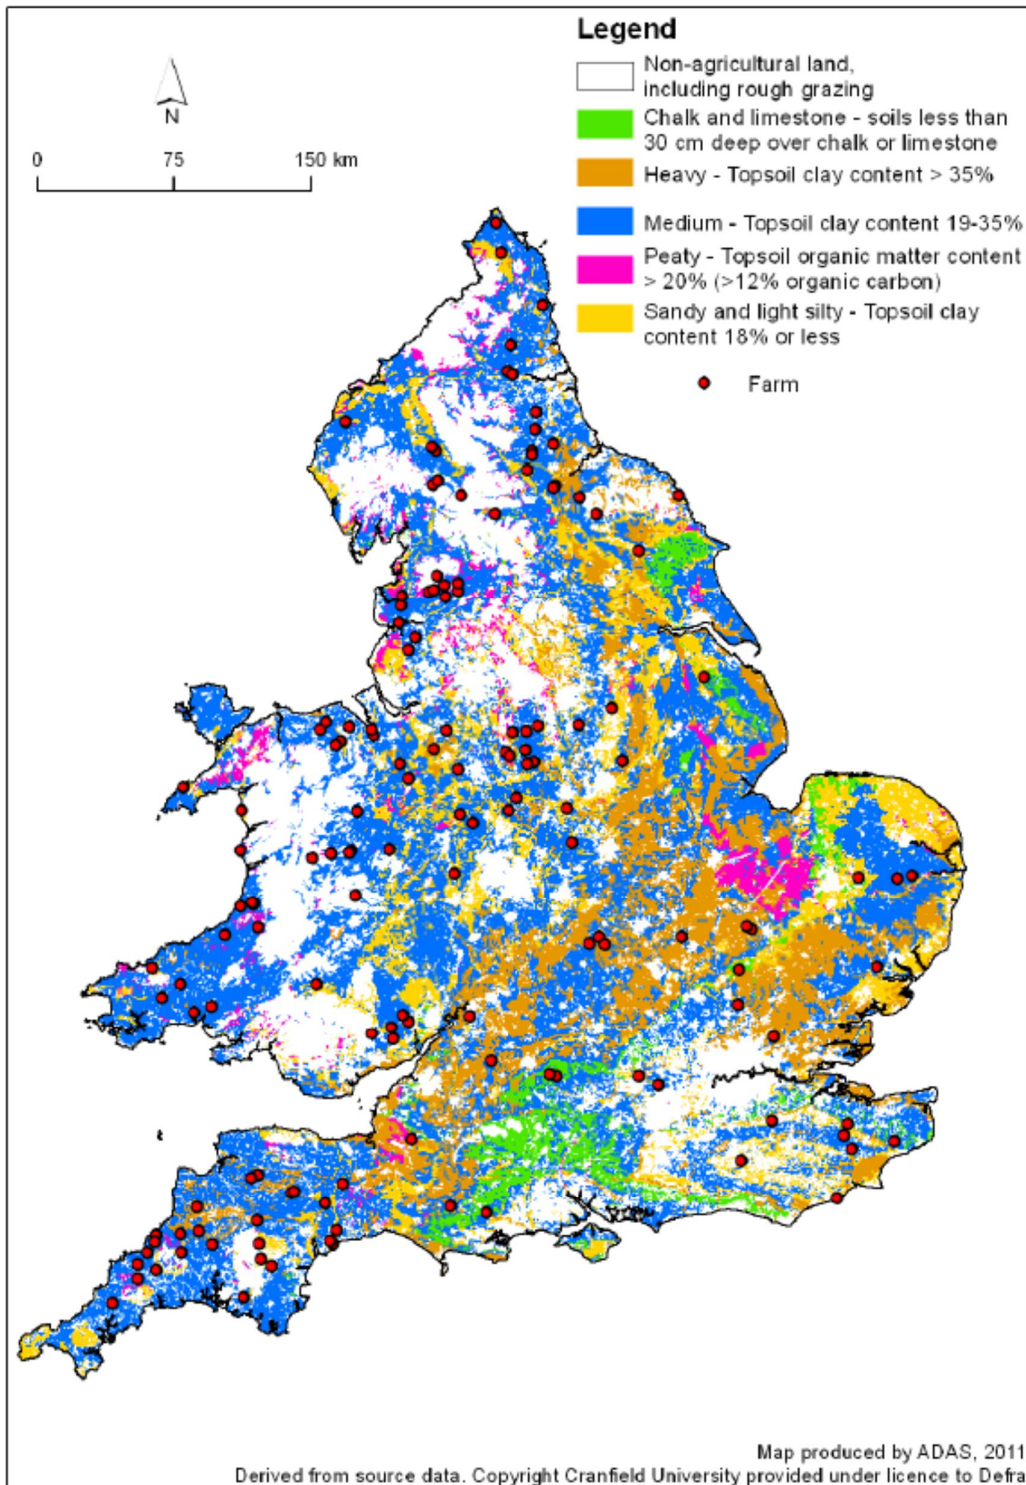 Legend
Non-agricultural land,
including rough grazing
Chalk and limestone - soils less than
30 cm deep over chalk or limestone
Heavy - Topsoil clay content > 35%
Medium - Topsoil clay content 19-35%
Peaty - Topsoil organic matter content
> 20% (>12% organic carbon)
Sandy and light silty - Topsoil clay
content 18% or less
Farm
N
0 75 150 km
Map produced by ADAS, 2011
Derived from source data. Copyright Cranfield University provided under licence to Defra